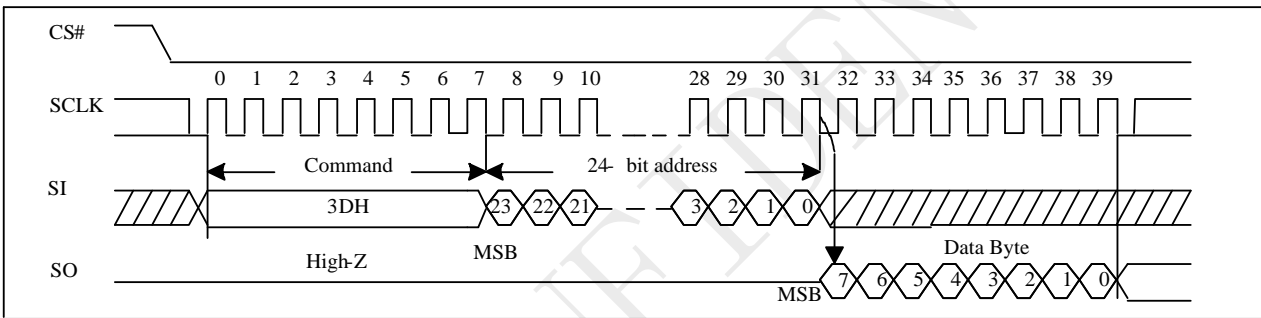 CS#
0 1 2 3 4 5 6 7 8 9 10 28 29 30 31 32 33 34 35 36 37 38 39
SCLK
Command 24- bit address
SI
3DH 23 22 21 3 2 1 0
High-Z MSB Data Byte
SO
MSB 7 6 5 4 3 2 1 0